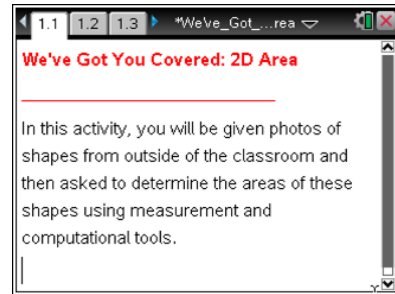 1.1 1.2 1.3 *We've_Got_...rea
We've Got You Covered: 2D Area
In this activity, you will be given photos of
shapes from outside of the classroom and
then asked to determine the areas of these
shapes using measurement and
computational tools.